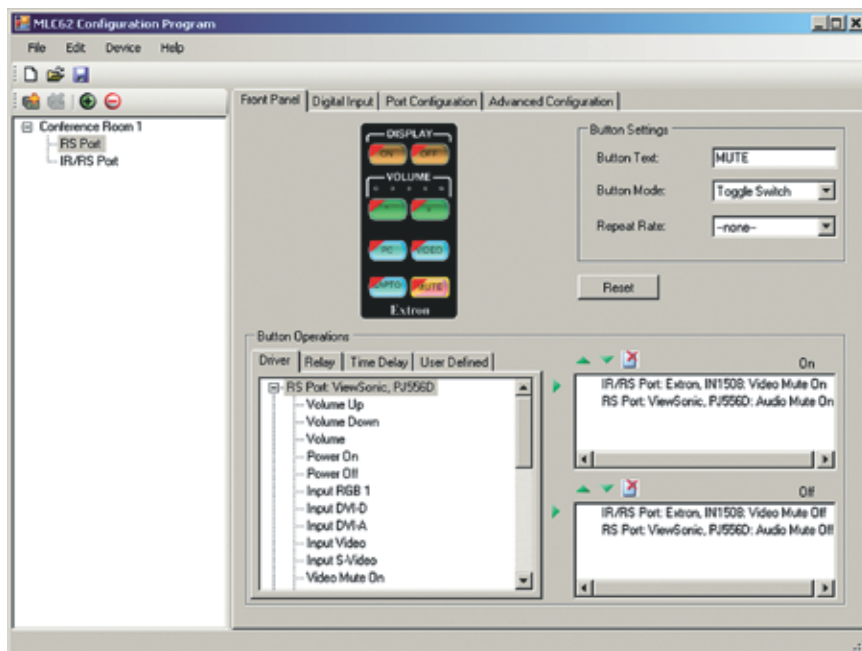 MLC62 Configuration Program
File Edit Device Help
Conference Room 1
RS Port
IR/RS Port
Front Panel Digital Input Port Configuration Advanced Configuration
DISPLAY
ON OFF
VOLUME
PC VIDEO
LAPTO MUTE
Extron
Button Settings
Button Text: MUTE
Button Mode: Toggle Switch
Repeat Rate: --none--
Reset
Button Operations
Driver Relay Time Delay User Defined
RS Port: ViewSonic, PJ556D
Volume Up
Volume Down
Volume
Power On
Power Off
Input RGB 1
Input DVI-D
Input DVI-A
Input Video
Input S-Video
Video Mute On
On
IR/RS Port: Extron, IN1508: Video Mute On
RS Port: ViewSonic, PJ556D: Audio Mute On
Off
IR/RS Port: Extron, IN1508: Video Mute Off
RS Port: ViewSonic, PJ556D: Audio Mute Off